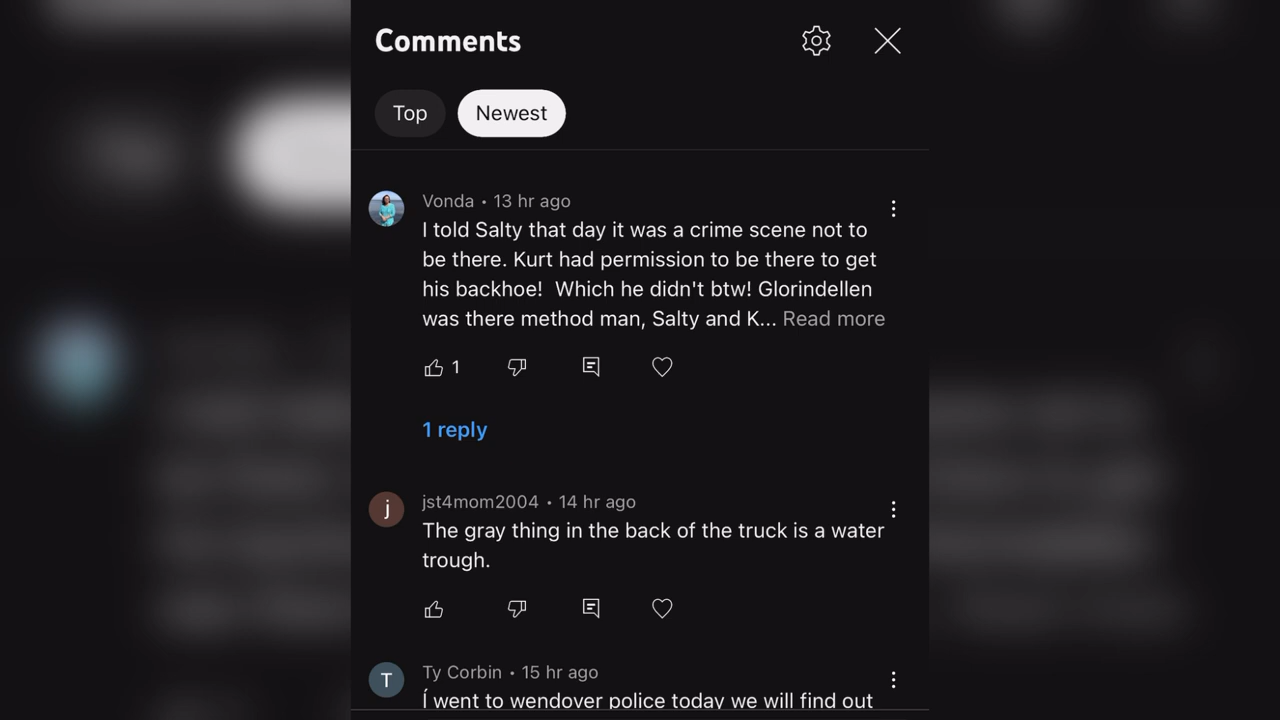 Comments
Top
Newest
Vonda • 13 hr ago
I told Salty that day it was a crime scene not to
be there. Kurt had permission to be there to get
his backhoe!  Which he didn't btw! Glorindellen
was there method man, Salty and K... Read more
1
1 reply
j
jst4mom2004 • 14 hr ago
The gray thing in the back of the truck is a water
trough.
T
Ty Corbin • 15 hr ago
Í went to wendover police today we will find out